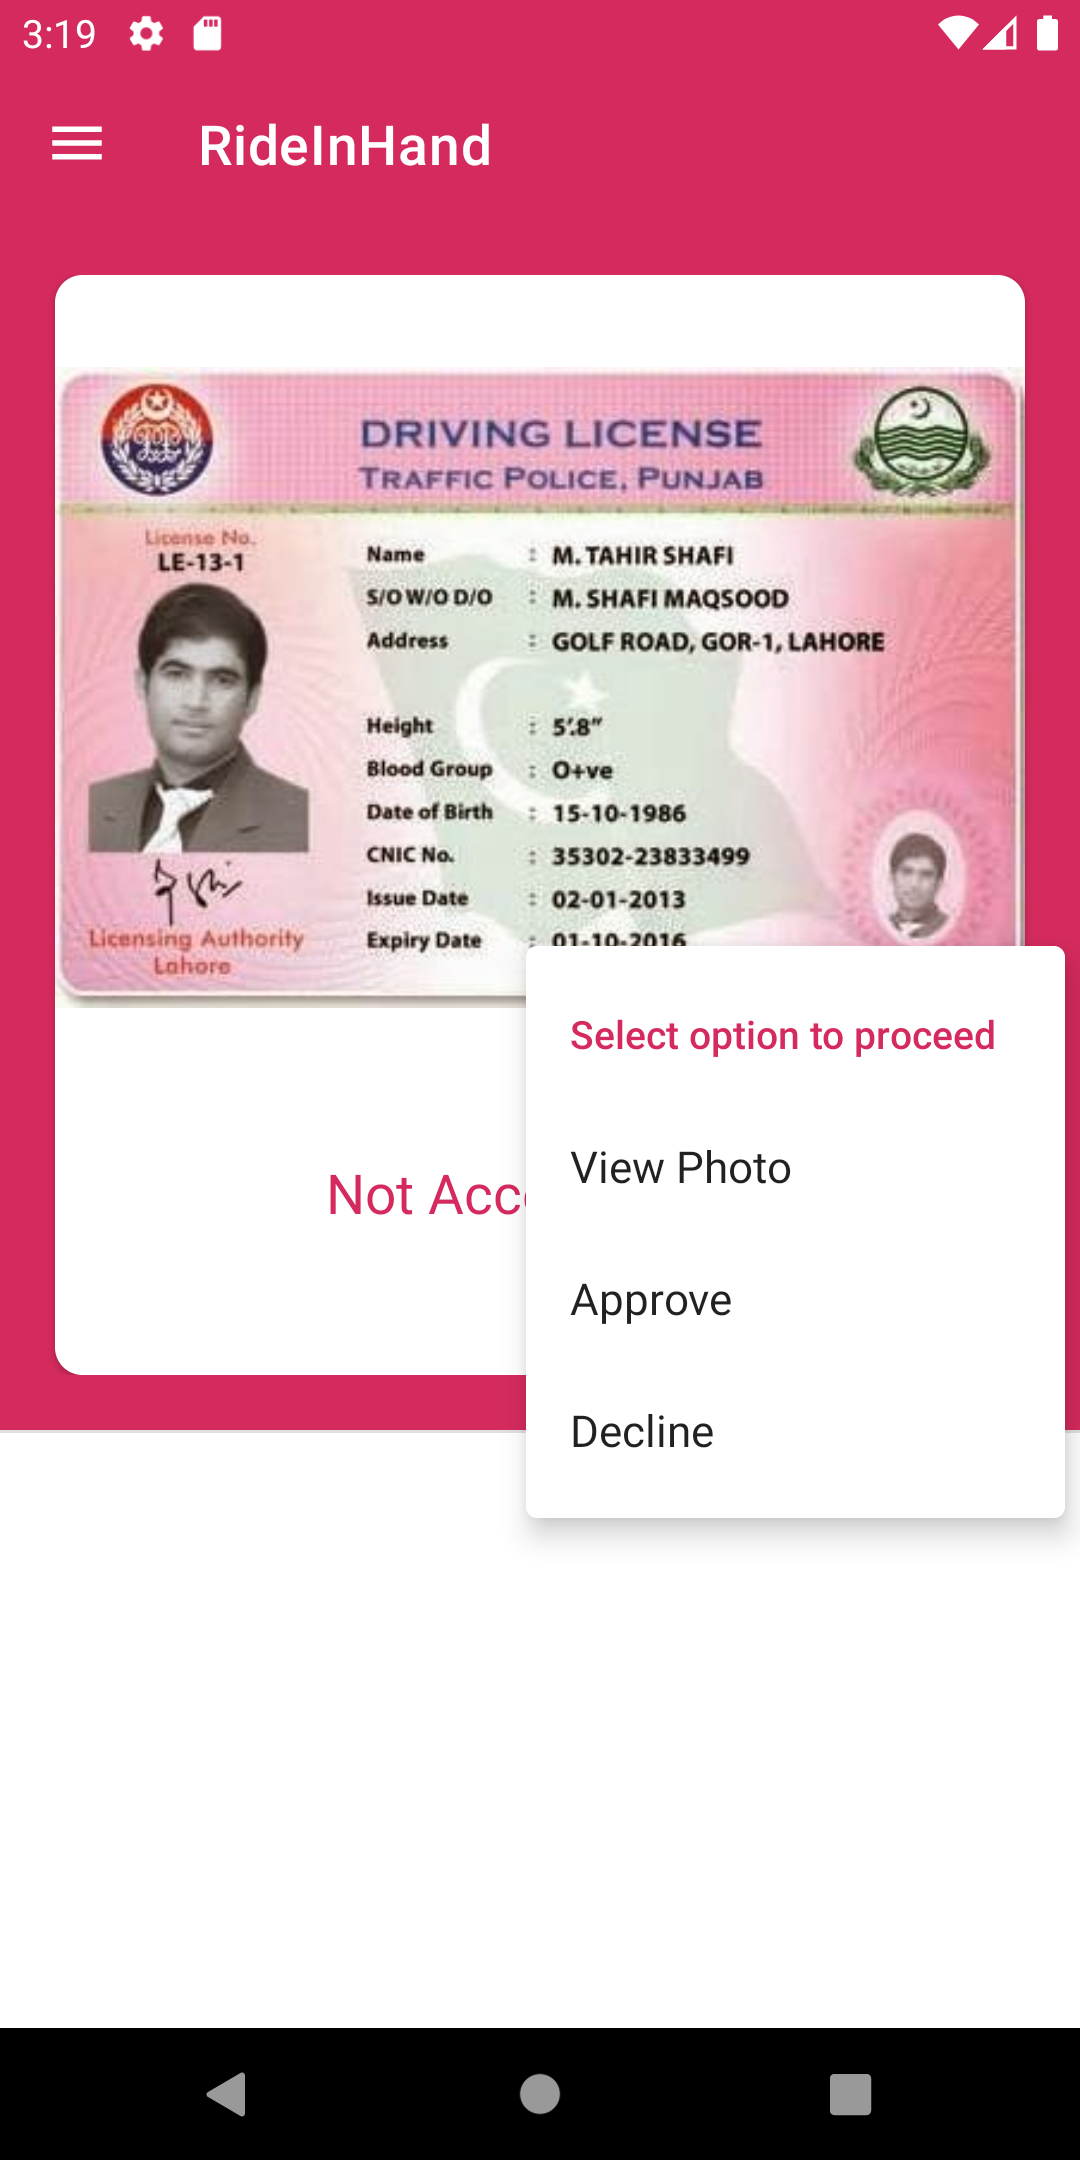 3:19
RideInHand
DRIVING LICENSE
TRAFFIC POLICE, PUNJAB
License No.
LE-13-1
Name : M. TAHIR SHAFI
S/O W/O D/O : M. SHAFI MAQSOOD
Address : GOLF ROAD, GOR-1, LAHORE
Height : 5'.8"
Blood Group : O+ve
Date of Birth : 15-10-1986
CNIC No. : 35302-23833499
Issue Date : 02-01-2013
Expiry Date : 01-10-2016
Licensing Authority
Lahore
Select option to proceed
View Photo
Not Acc
Approve
Decline